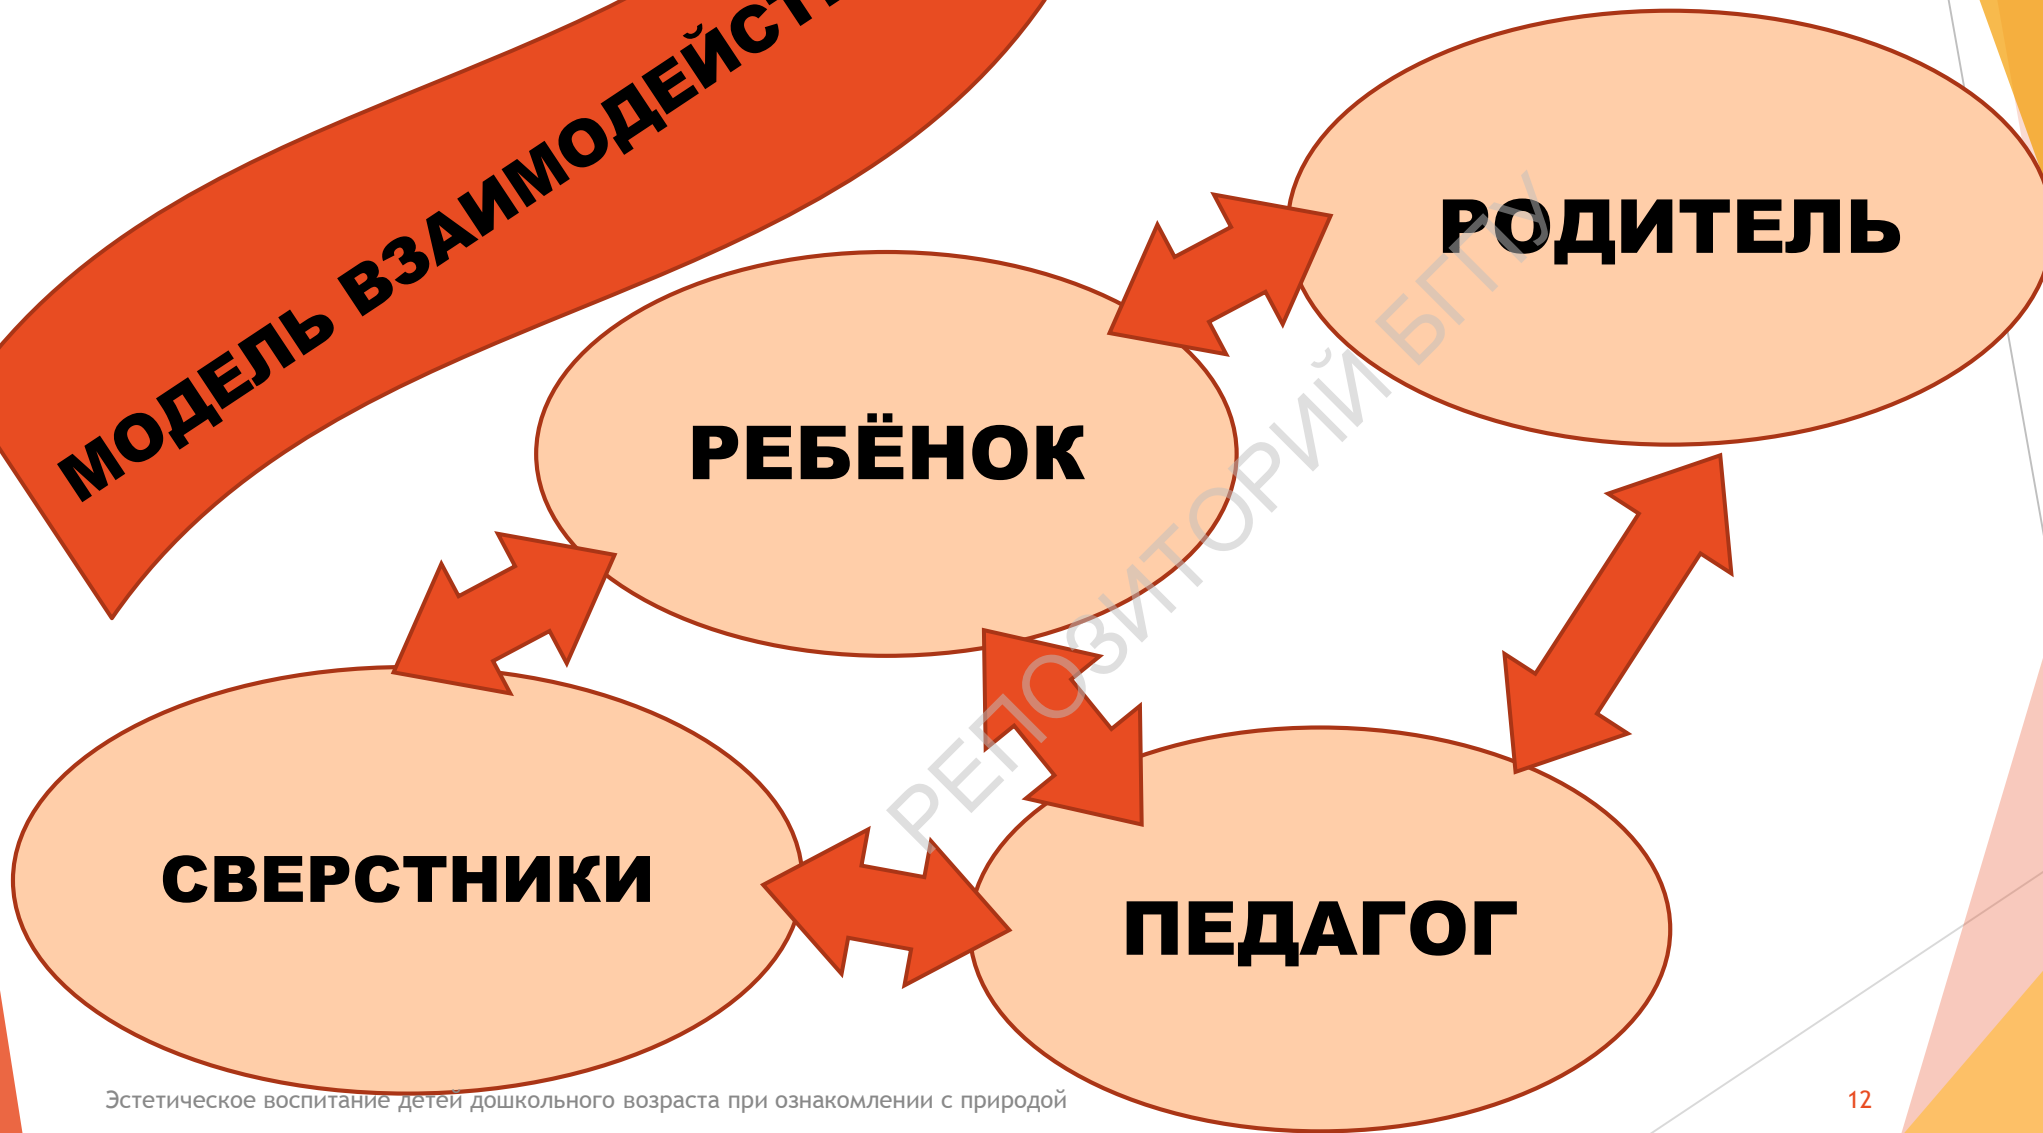 МОДЕЛЬ ВЗАИМОДЕЙСТ
РОДИТЕЛЬ
РЕБЁНОК
СВЕРСТНИКИ
ПЕДАГОГ
РЕПОЗИТОРИЙ БГПУ
Эстетическое воспитание детей дошкольного возраста при ознакомлении с природой
12